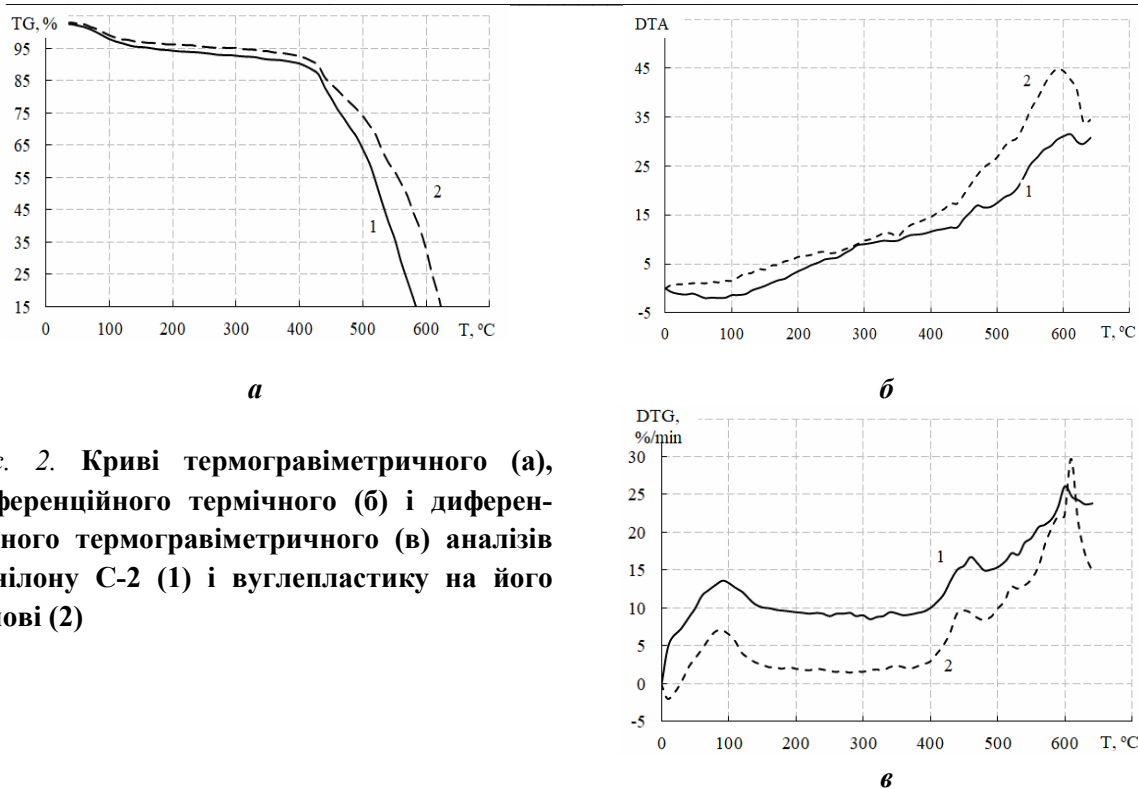 TG, %
95
85
75
65
55
45
35
25
15
2
1
0 100 200 300 400 500 600 T, ºC
а
DTA
45
35
25
15
5
-5
2
1
0 100 200 300 400 500 600 T, ºC
б
с. 2. Криві термогравіметричного (а),
ференційного термічного (б) і диферен-
ного термогравіметричного (в) аналізів
нілону С-2 (1) і вуглепластику на його
нові (2)
DTG,
%/min
30
25
20
15
10
5
0
-5
1
2
0 100 200 300 400 500 600 T, ºC
в